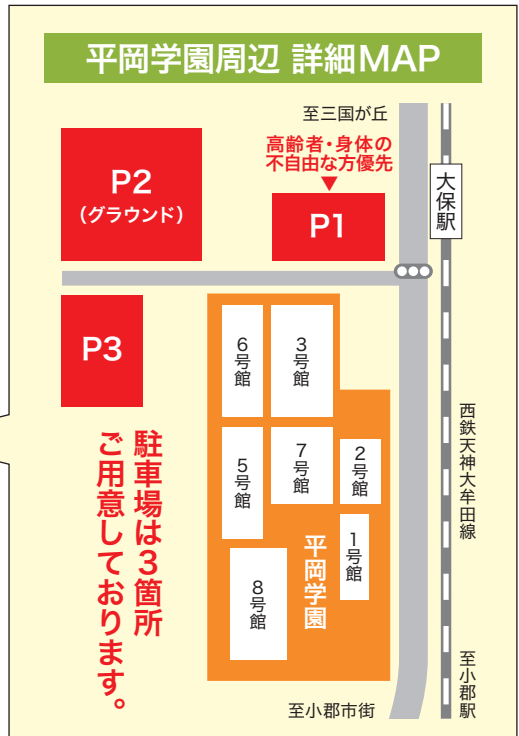 平岡学園周辺 詳細MAP
至三国が丘
高齢者・身体の
不自由な方優先
P2
(グラウンド)
P1
大保駅
P3
6号館
3号館
5号館
7号館
2号館
1号館
8号館
平岡学園
西鉄天神大牟田線
駐車場は3箇所
ご用意しております。
至小郡市街
至小郡駅